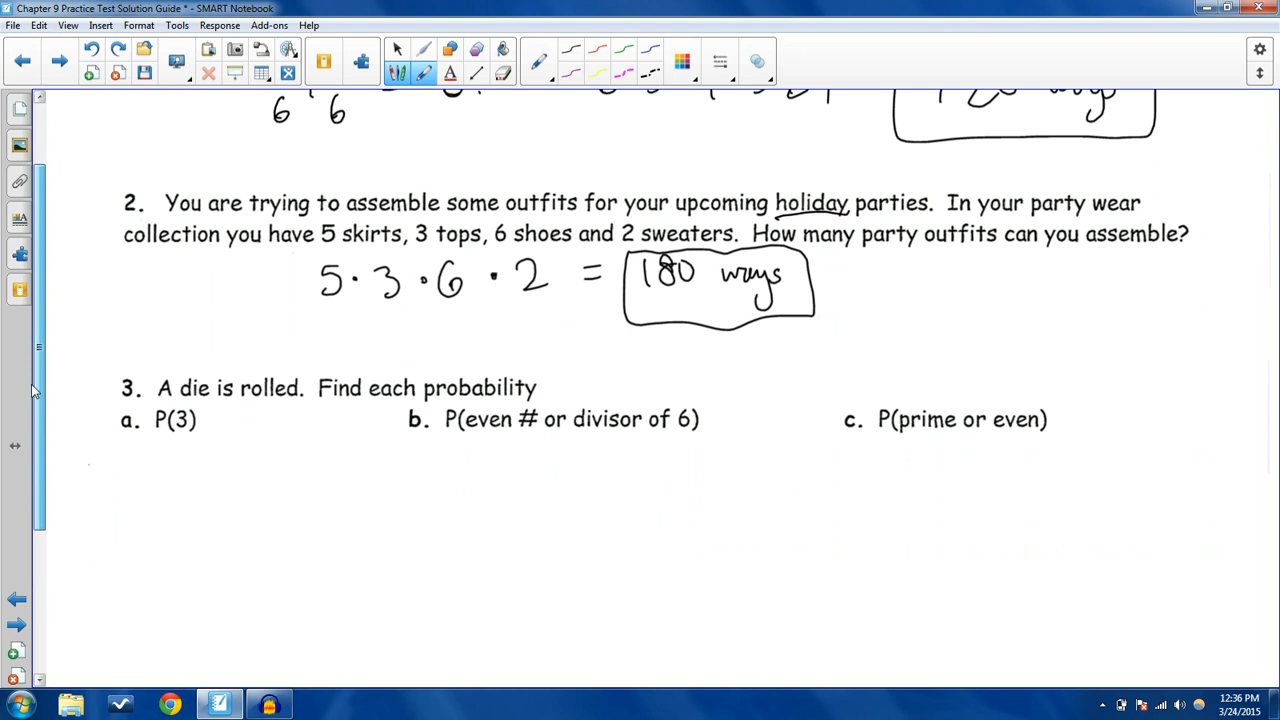 Chapter 9 Practice Test Solution Guide * - SMART Notebook
File Edit View Insert Format Tools Response Add-ons Help
6 6
2. You are trying to assemble some outfits for your upcoming holiday parties. In your party wear
collection you have 5 skirts, 3 tops, 6 shoes and 2 sweaters. How many party outfits can you assemble?
5 · 3 · 6 · 2 = 180 ways
3. A die is rolled. Find each probability
a. P(3) b. P(even # or divisor of 6) c. P(prime or even)
12:36 PM
3/24/2015